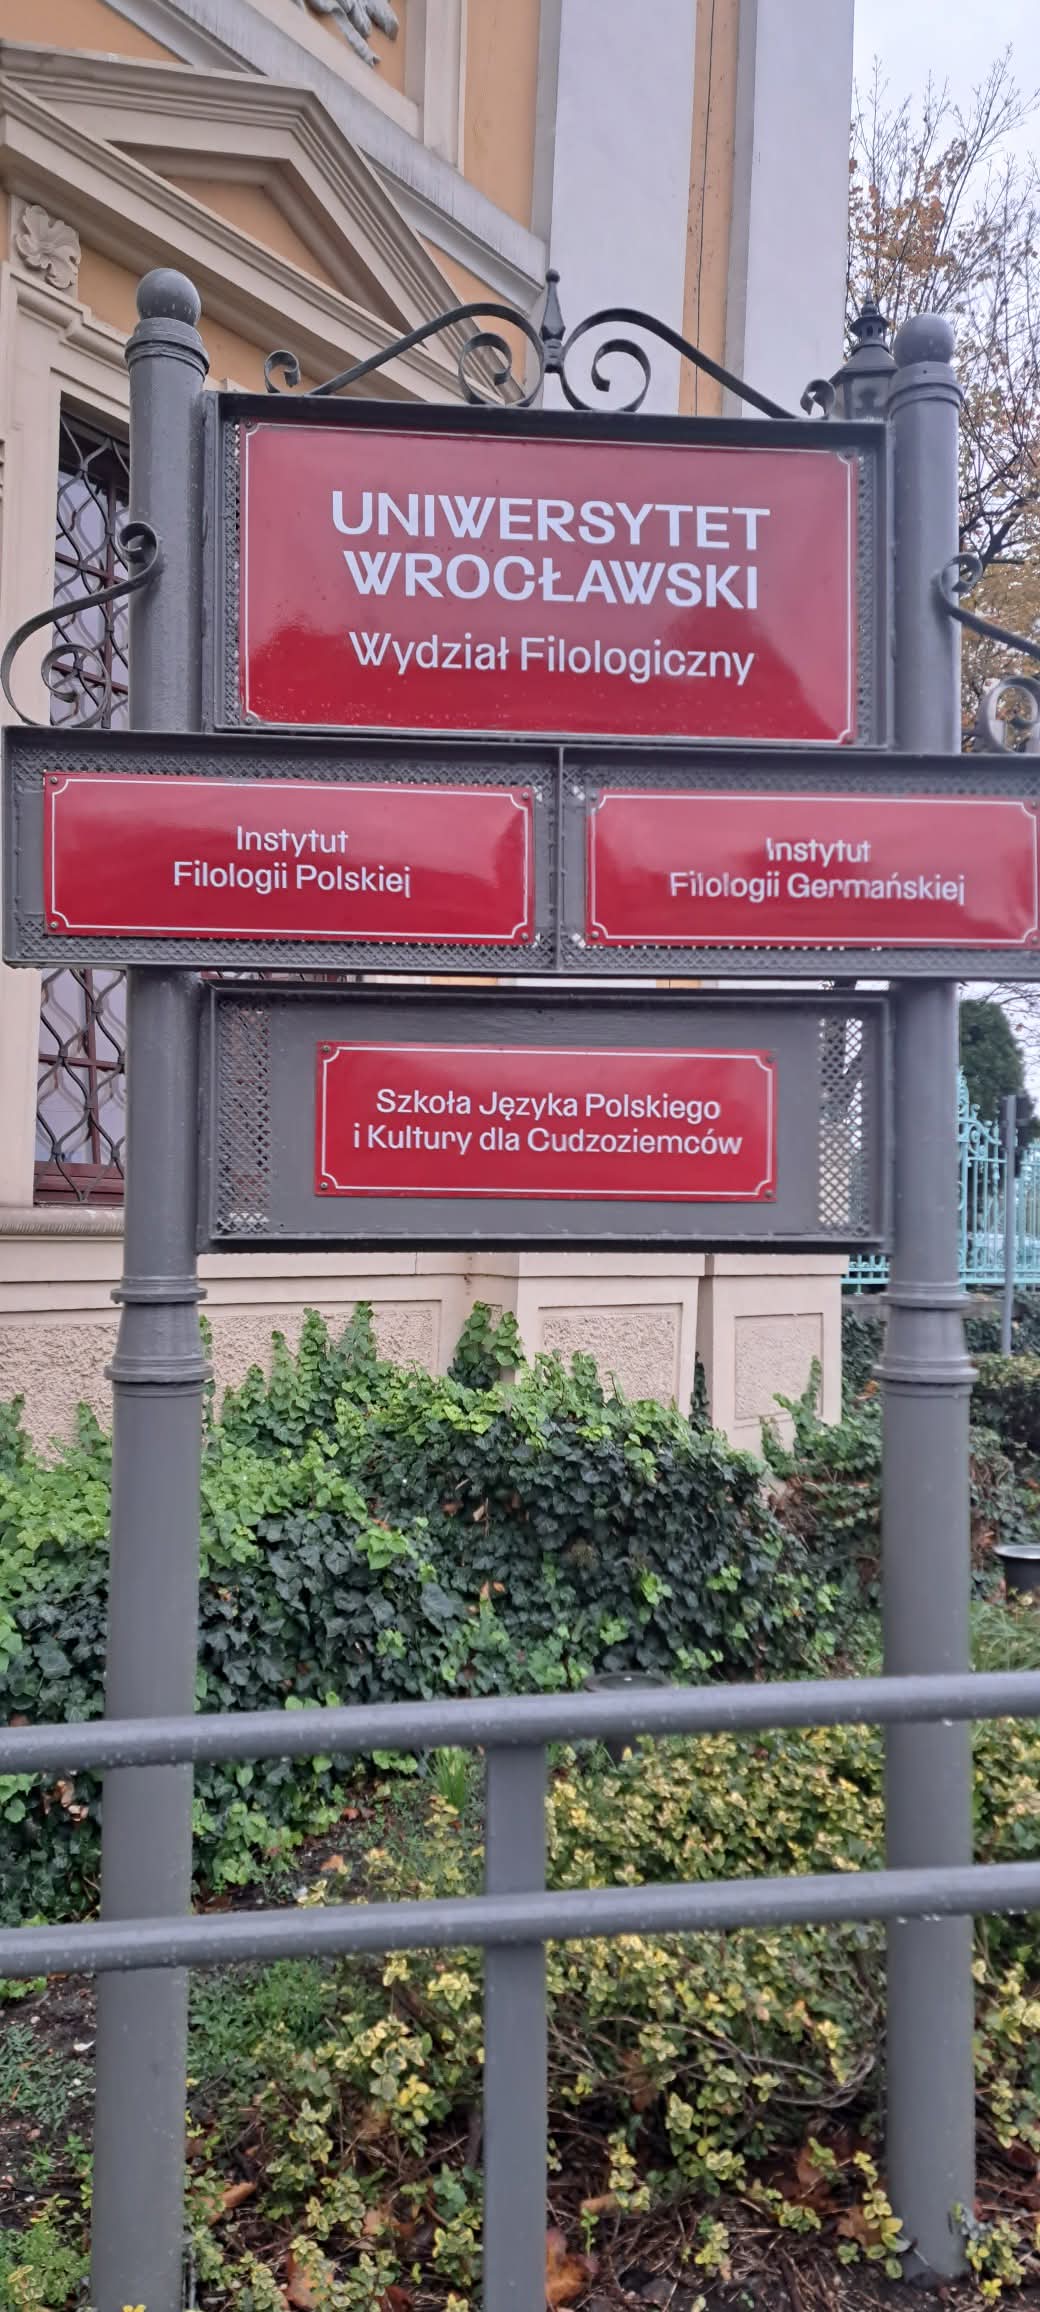 UNIWERSYTET
WROCŁAWSKI
Wydział Filologiczny
Instytut
Filologii Polskiej
Instytut
Filologii Germańskiej
Szkoła Języka Polskiego
i Kultury dla Cudzoziemców